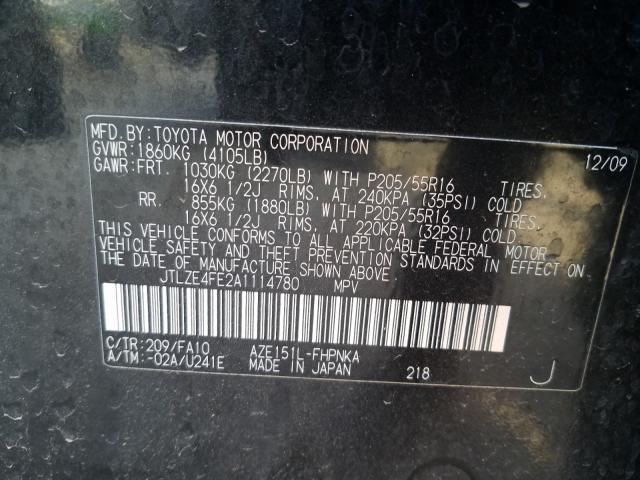 MFD. BY: TOYOTA MOTOR CORPORATION 12/09
GVWR: 1860KG (4105LB)
GAWR: FRT. 1030KG (2270LB) WITH P205/55R16 TIRES,
16X6 1/2J RIMS, AT 240KPA (35PSI) COLD
RR. 855KG (1880LB) WITH P205/55R16 TIRES,
16X6 1/2J RIMS, AT 220KPA (32PSI) COLD
THIS VEHICLE CONFORMS TO ALL APPLICABLE FEDERAL MOTOR
VEHICLE SAFETY AND THEFT PREVENTION STANDARDS IN EFFECT ON
THE DATE OF MANUFACTURE SHOWN ABOVE.
JTLZE4FE2A1114780 MPV
C/TR: 209/FA10 AZE151L-FHPNKA
A/TM: -02A/U241E MADE IN JAPAN 218 J